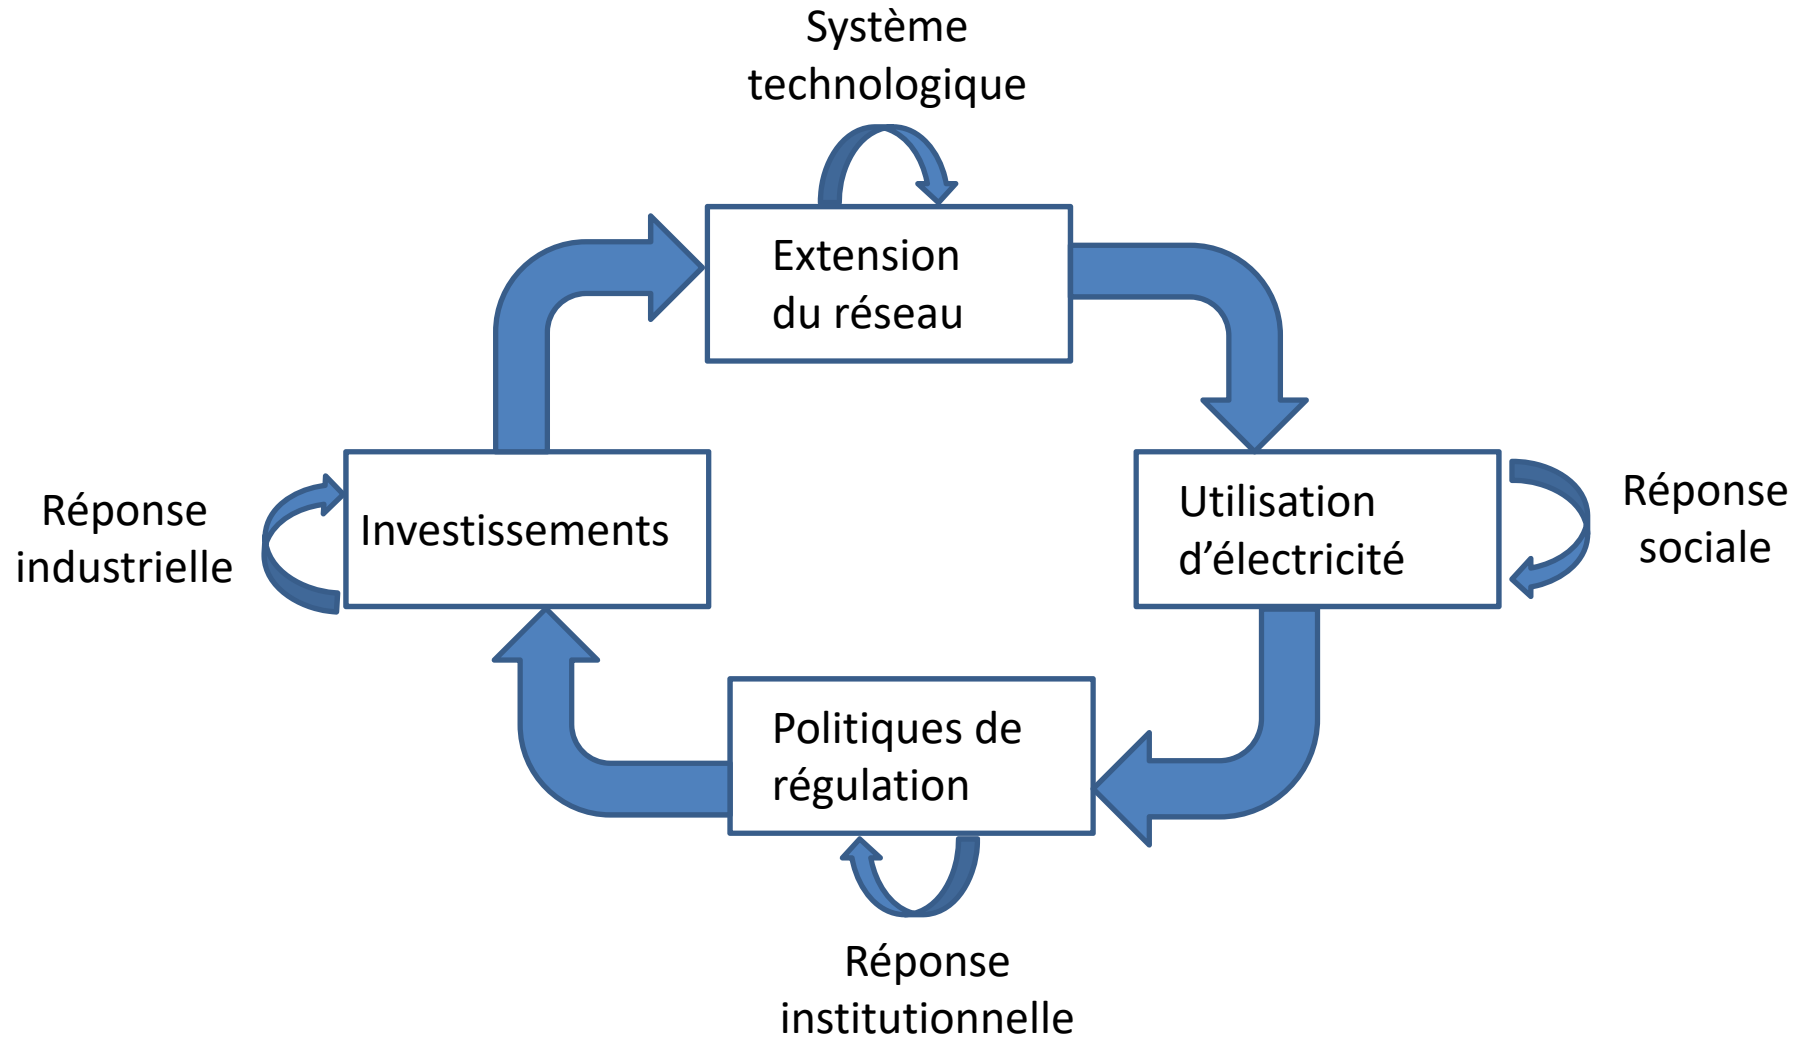 Système
technologique
Extension
du réseau
Réponse
industrielle
Investissements
Utilisation
d’électricité
Réponse
sociale
Politiques de
régulation
Réponse
institutionnelle